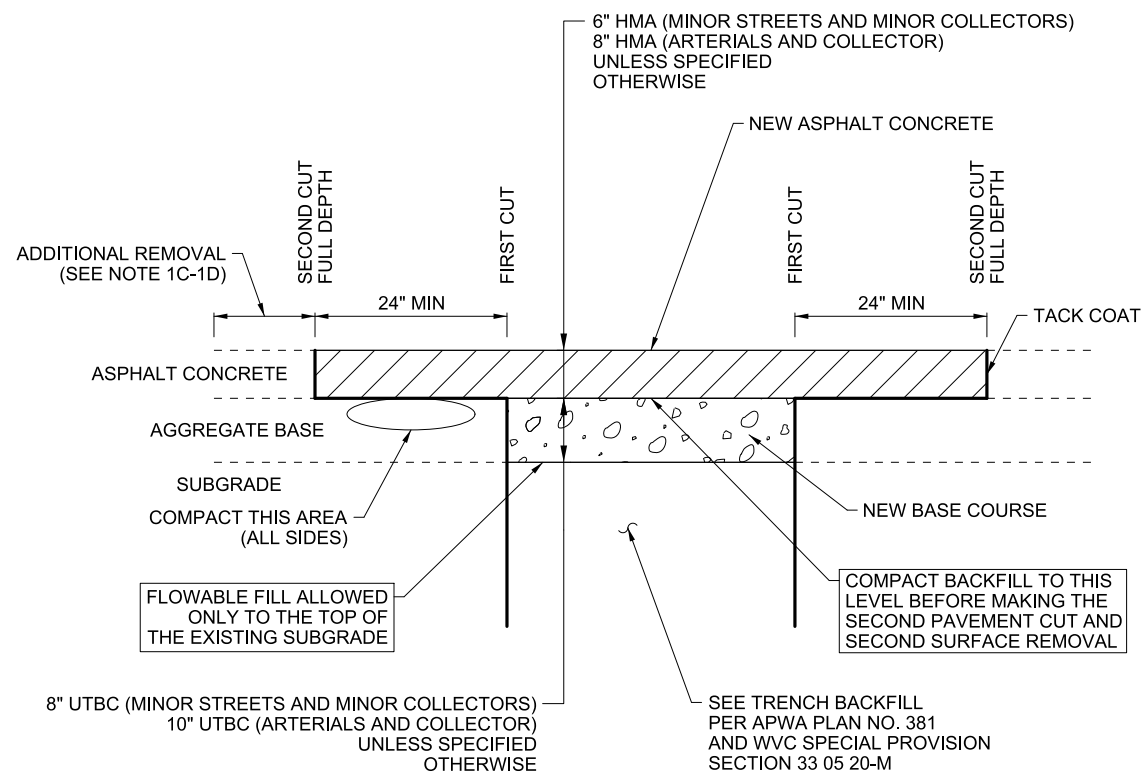 6" HMA (MINOR STREETS AND MINOR COLLECTORS)
8" HMA (ARTERIALS AND COLLECTOR)
UNLESS SPECIFIED
OTHERWISE
NEW ASPHALT CONCRETE
SECOND CUT
FULL DEPTH
FIRST CUT
FIRST CUT
SECOND CUT
FULL DEPTH
ADDITIONAL REMOVAL
(SEE NOTE 1C-1D)
24" MIN
24" MIN
TACK COAT
ASPHALT CONCRETE
AGGREGATE BASE
SUBGRADE
COMPACT THIS AREA
(ALL SIDES)
NEW BASE COURSE
FLOWABLE FILL ALLOWED
ONLY TO THE TOP OF
THE EXISTING SUBGRADE
COMPACT BACKFILL TO THIS
LEVEL BEFORE MAKING THE
SECOND PAVEMENT CUT AND
SECOND SURFACE REMOVAL
8" UTBC (MINOR STREETS AND MINOR COLLECTORS)
10" UTBC (ARTERIALS AND COLLECTOR)
UNLESS SPECIFIED
OTHERWISE
SEE TRENCH BACKFILL
PER APWA PLAN NO. 381
AND WVC SPECIAL PROVISION
SECTION 33 05 20-M